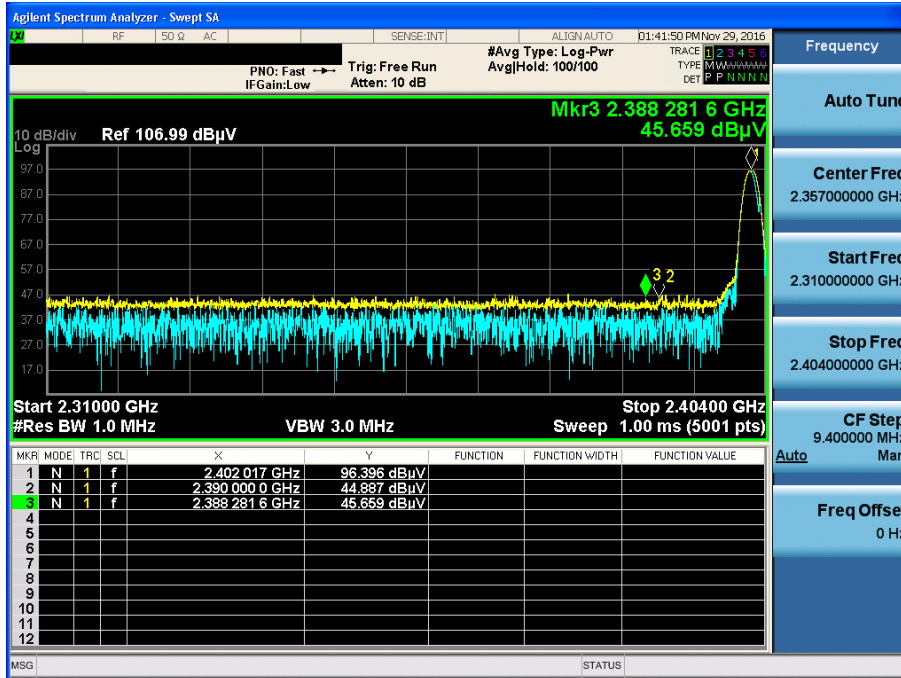 Agilent Spectrum Analyzer - Swept SA
LXI RF 50 Ω AC SENSE:INT ALIGN AUTO 01:41:50 PM Nov 29, 2016
PNO: Fast Trig: Free Run #Avg Type: Log-Pwr TRACE 1 2 3 4 5 6
IFGain:Low Atten: 10 dB Avg|Hold: 100/100 TYPE M W W W W W
DET P P N N N N
Mkr3 2.388 281 6 GHz
10 dB/div Ref 106.99 dBµV 45.659 dBµV
Log
97.0
87.0
77.0
67.0
57.0
47.0
37.0
27.0
17.0
1
3 2
Start 2.31000 GHz Stop 2.40400 GHz
#Res BW 1.0 MHz VBW 3.0 MHz Sweep 1.00 ms (5001 pts)
MKR MODE TRC SCL X Y FUNCTION FUNCTION WIDTH FUNCTION VALUE
1 N 1 f 2.402 017 GHz 96.396 dBµV
2 N 1 f 2.390 000 0 GHz 44.887 dBµV
3 N 1 f 2.388 281 6 GHz 45.659 dBµV
4
5
6
7
8
9
10
11
12
MSG STATUS
Frequency
Auto Tune
Center Freq
2.357000000 GHz
Start Freq
2.310000000 GHz
Stop Freq
2.404000000 GHz
CF Step
9.400000 MHz
Auto Man
Freq Offset
0 Hz